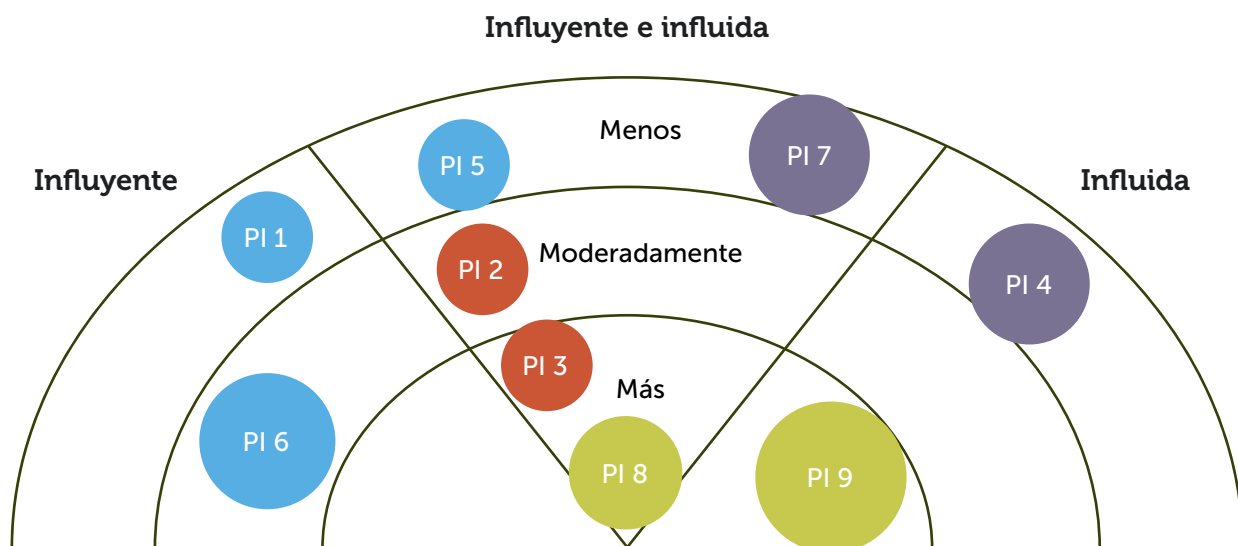 Influyente e influida
Menos
PI 5
PI 7
Influyente
Influida
PI 1
PI 2
Moderadamente
PI 4
PI 3
Más
PI 6
PI 8
PI 9